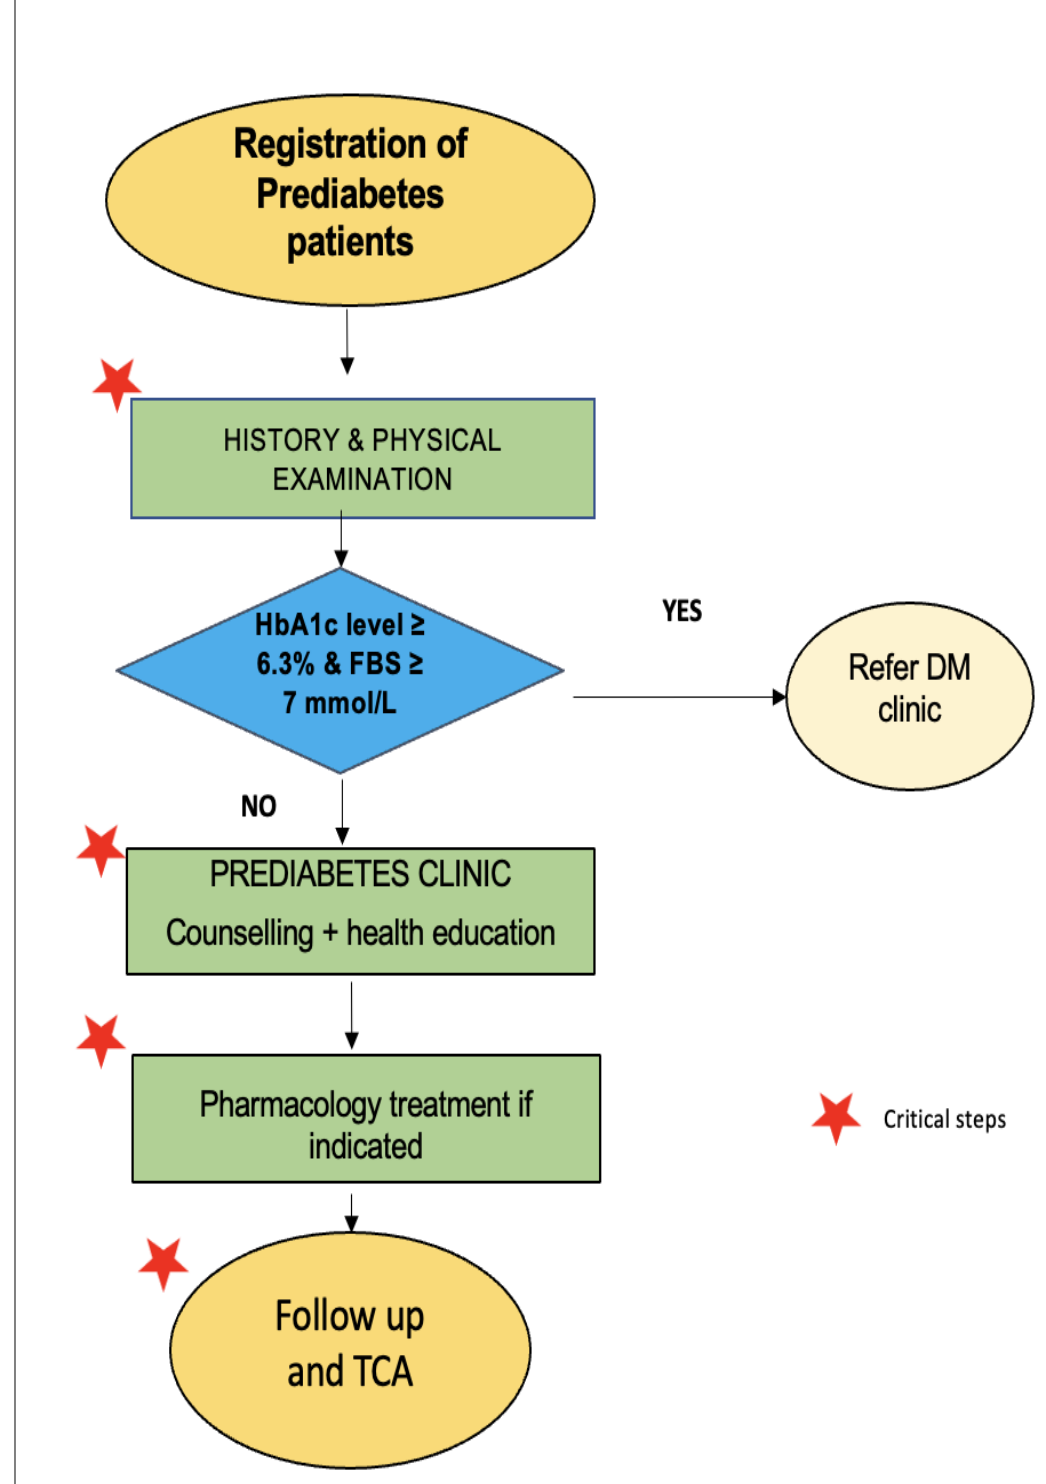 Registration of
Prediabetes
patients
HISTORY & PHYSICAL
EXAMINATION
HbA1c level ≥
6.3% & FBS ≥
7 mmol/L
YES
Refer DM
clinic
NO
PREDIABETES CLINIC
Counselling + health education
Pharmacology treatment if
indicated
Critical steps
Follow up
and TCA